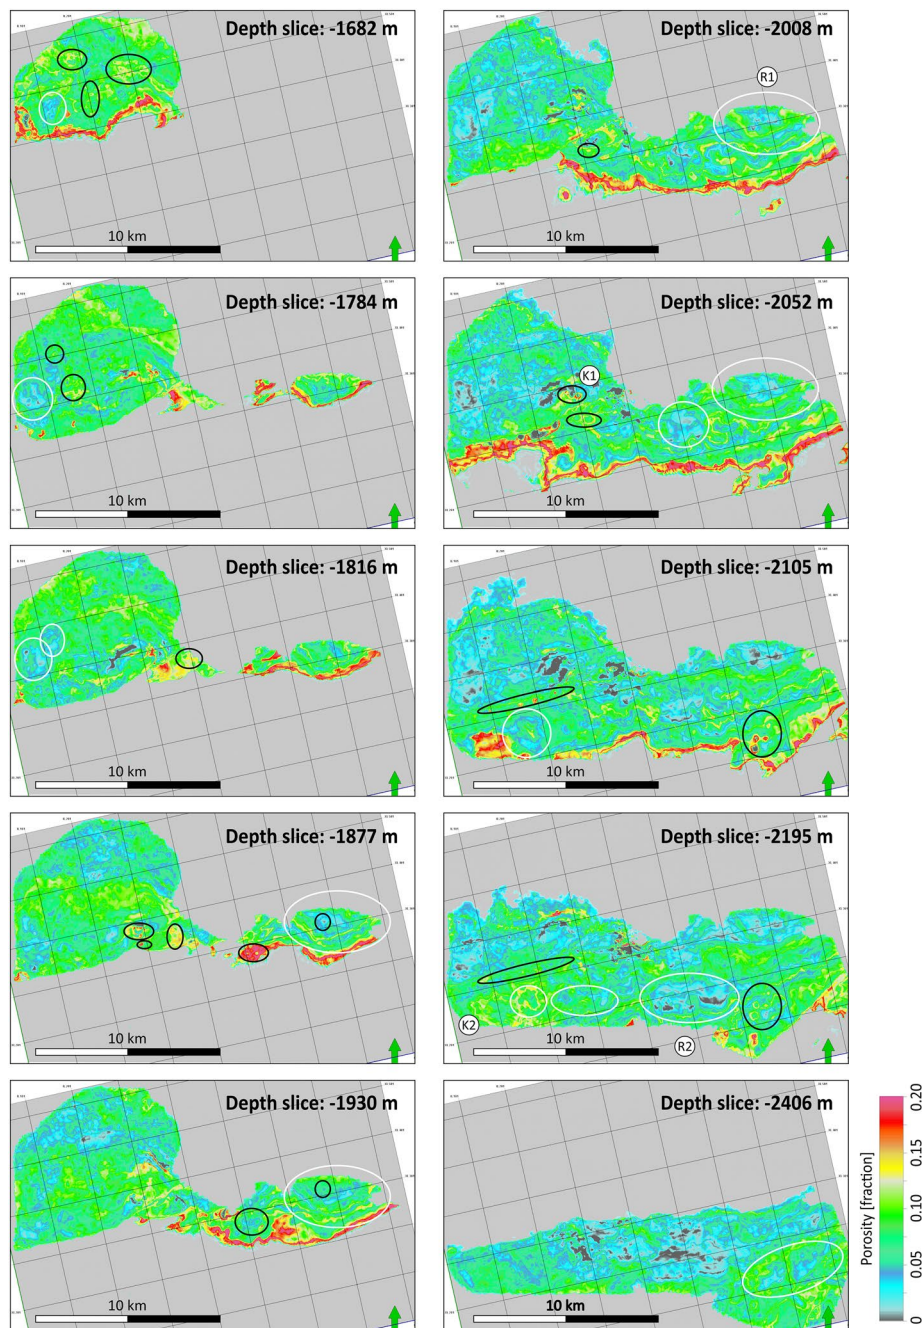 Depth slice: -1682 m
10 km
Depth slice: -2008 m
R1
10 km
Depth slice: -1784 m
10 km
Depth slice: -2052 m
K1
10 km
Depth slice: -1816 m
10 km
Depth slice: -2105 m
10 km
Depth slice: -1877 m
10 km
Depth slice: -2195 m
K2
R2
10 km
Depth slice: -1930 m
10 km
Depth slice: -2406 m
10 km
Porosity [fraction]
0.20
0.15
0.10
0.05
0